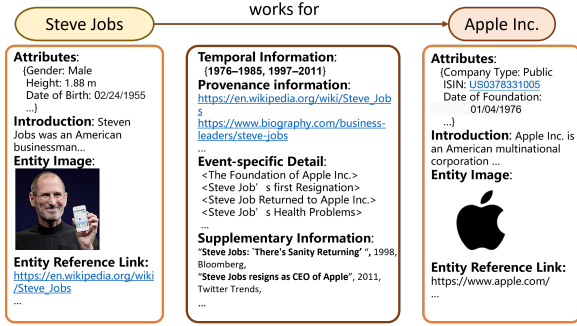 works for
Steve Jobs
Apple Inc.
Attributes:
{Gender: Male
Height: 1.88 m
Date of Birth: 02/24/1955
...}
Introduction: Steven
Jobs was an American
businessman...
Entity Image:
Entity Reference Link:
https://en.wikipedia.org/wiki
/Steve_Jobs
...
Temporal Information:
{1976–1985, 1997–2011}
Provenance information:
https://en.wikipedia.org/wiki/Steve_Job
s
https://www.biography.com/business-
leaders/steve-jobs
...
Event-specific Detail:
<The Foundation of Apple Inc.>
<Steve Job's first Resignation>
<Steve Job Returned to Apple Inc.>
<Steve Job's Health Problems>
...
Supplementary Information:
“Steve Jobs: `There's Sanity Returning’ “, 1998,
Bloomberg,
“Steve Jobs resigns as CEO of Apple”, 2011,
Twitter Trends,
...
Attributes:
{Company Type: Public
ISIN: US0378331005
Date of Foundation:
01/04/1976
...}
Introduction: Apple Inc. is
an American multinational
corporation ...
Entity Image:
Entity Reference Link:
https://www.apple.com/
...